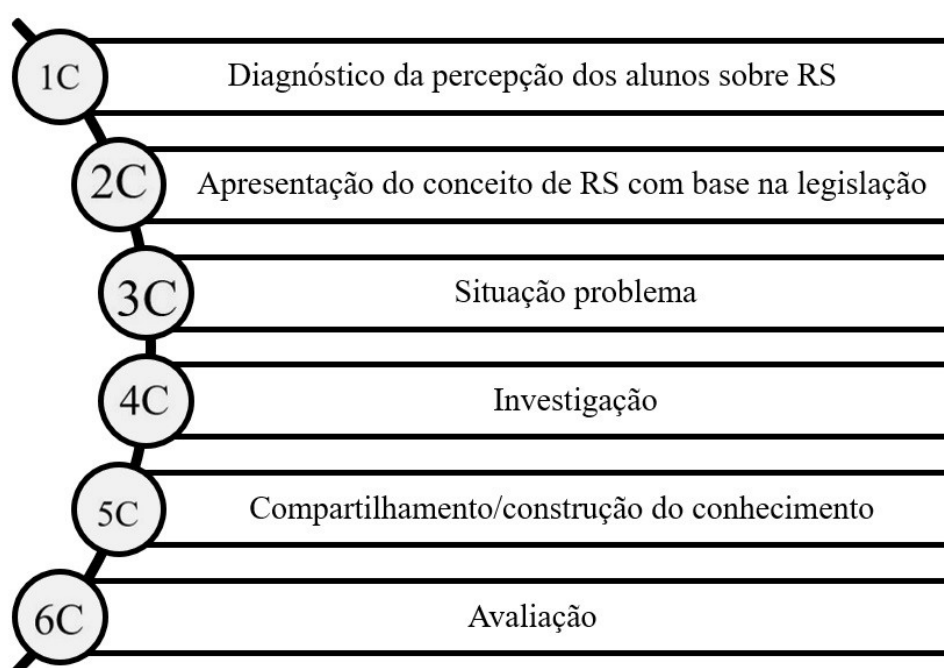 1C
Diagnóstico da percepção dos alunos sobre RS
2C
Apresentação do conceito de RS com base na legislação
3C
Situação problema
4C
Investigação
5C
Compartilhamento/construção do conhecimento
6C
Avaliação